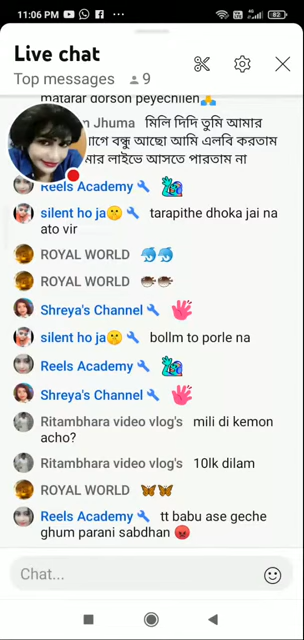 11:06 PM
82
Live chat
Top messages 9
matarar dorson peyechilen🙏
Jhuma মিলি দিদি তুমি আমার
বন্ধু আছো আমি এলবি করতাম
লাইভে আসতে পারতাম না
Reels Academy
silent ho ja🤫 tarapithe dhoka jai na
ato vir
ROYAL WORLD 🐬🐬
ROYAL WORLD
Shreya's Channel
silent ho ja🤫 bollm to porle na
Reels Academy
Shreya's Channel
Ritambhara video vlog's mili di kemon
acho?
Ritambhara video vlog's 10lk dilam
ROYAL WORLD 🦋🦋
Reels Academy tt babu ase geche
ghum parani sabdhan 😡
Chat...